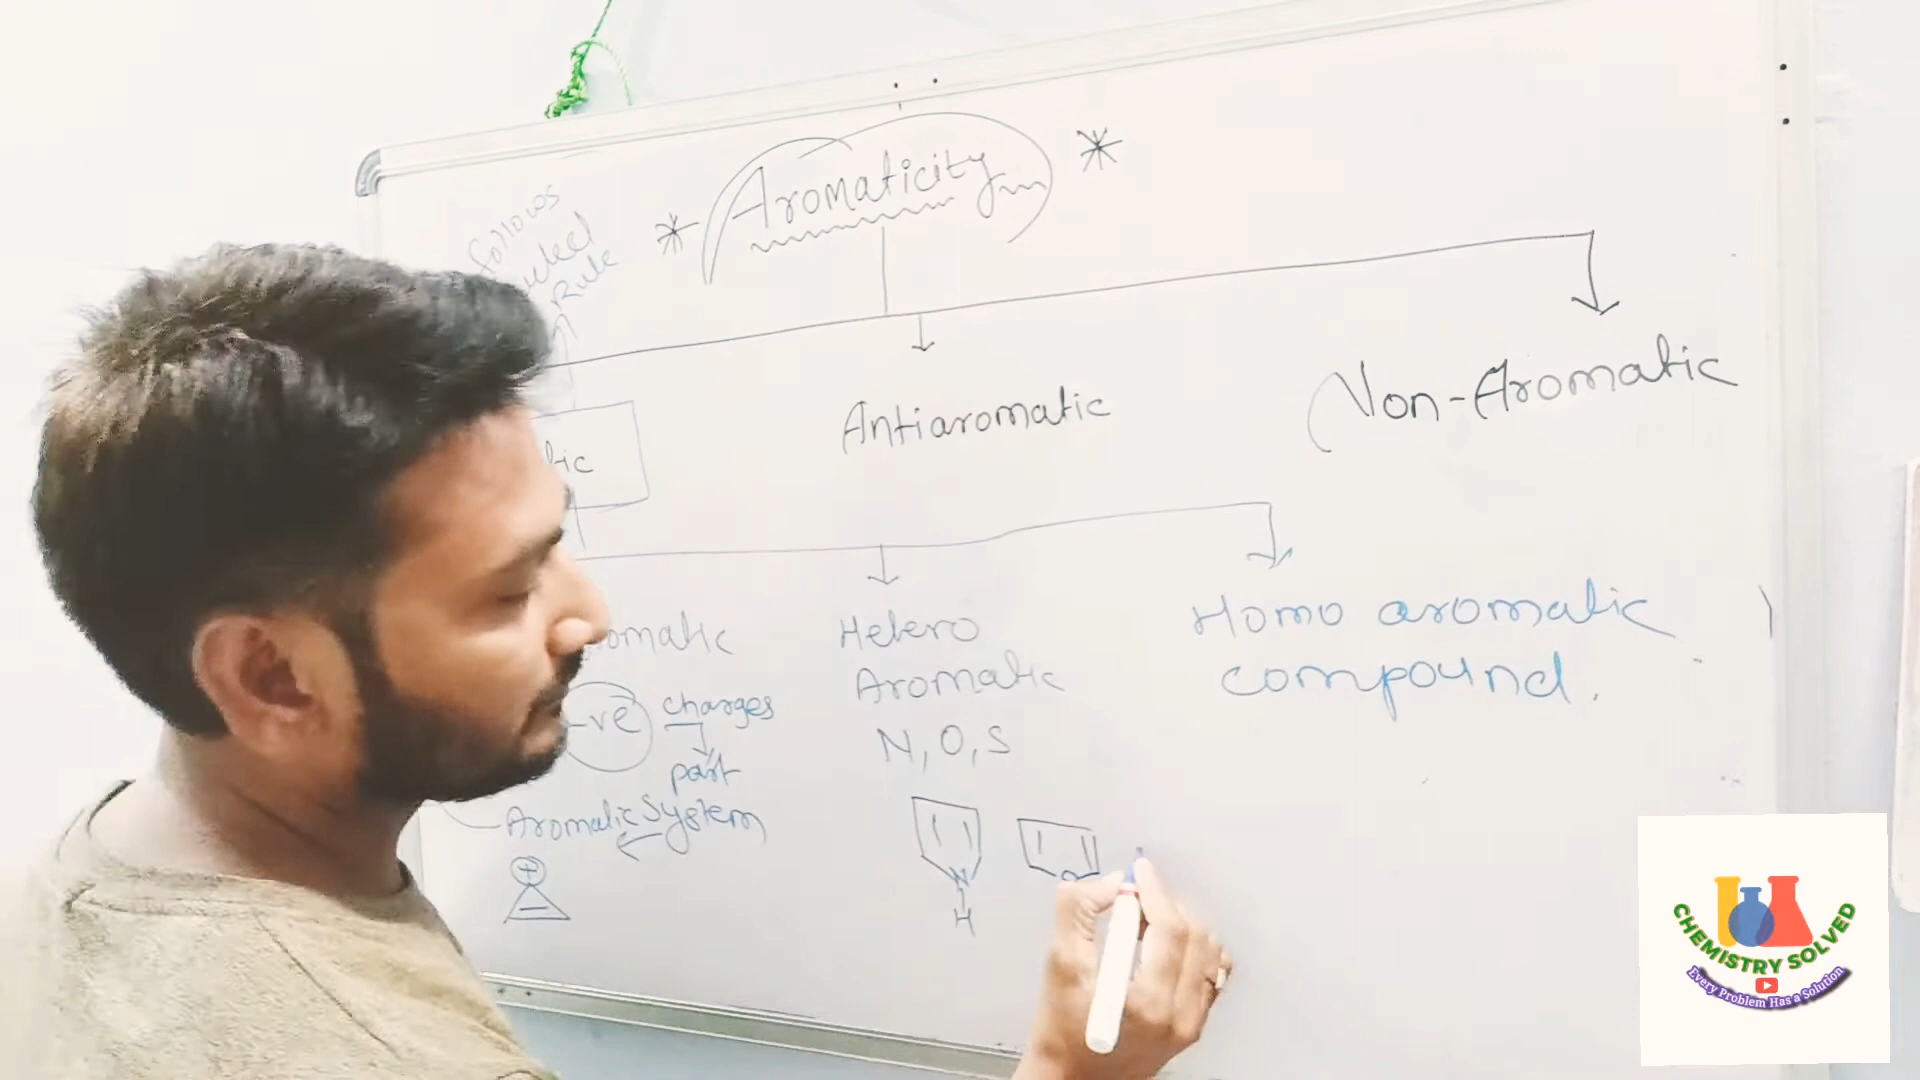 * Aromaticity *
follows
Rule
Antiaromatic
Non-Aromatic
Hetero
Aromatic
N, O, S
N
H
Homo aromatic
compound.
-ve charges
part
Aromatic System
+
CHEMISTRY SOLVED
Every Problem Has a Solution